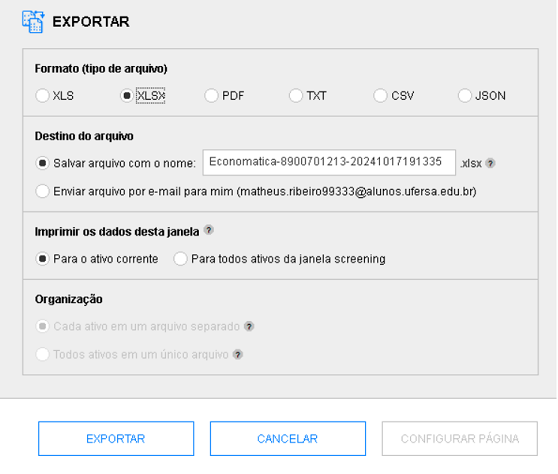 EXPORTAR
Formato (tipo de arquivo)
XLS XLSX PDF TXT CSV JSON
Destino do arquivo
Salvar arquivo com o nome: Economatica-8900701213-20241017191335 .xlsx ?
Enviar arquivo por e-mail para mim (matheus.ribeiro99333@alunos.ufersa.edu.br)
Imprimir os dados desta janela ?
Para o ativo corrente Para todos ativos da janela screening
Organização
Cada ativo em um arquivo separado ?
Todos ativos em um único arquivo ?
EXPORTAR CANCELAR CONFIGURAR PÁGINA